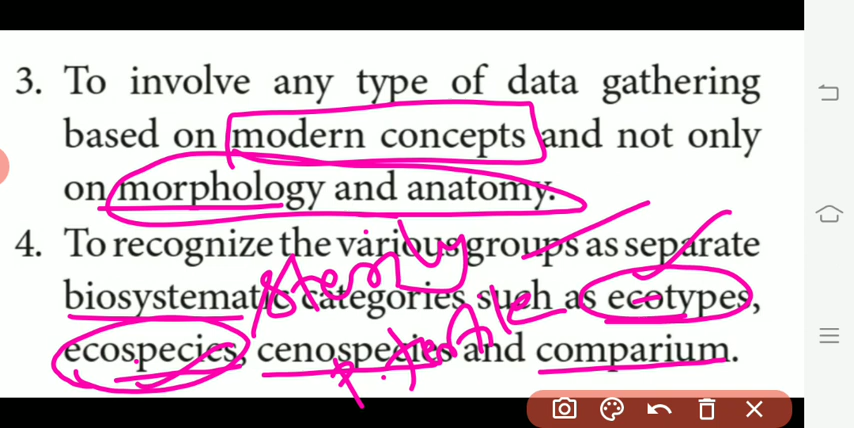 3. To involve any type of data gathering
based on modern concepts and not only
on morphology and anatomy.
4. To recognize the various groups as separate
biosystematic categories such as ecotypes,
ecospecies, cenospecies and comparium.